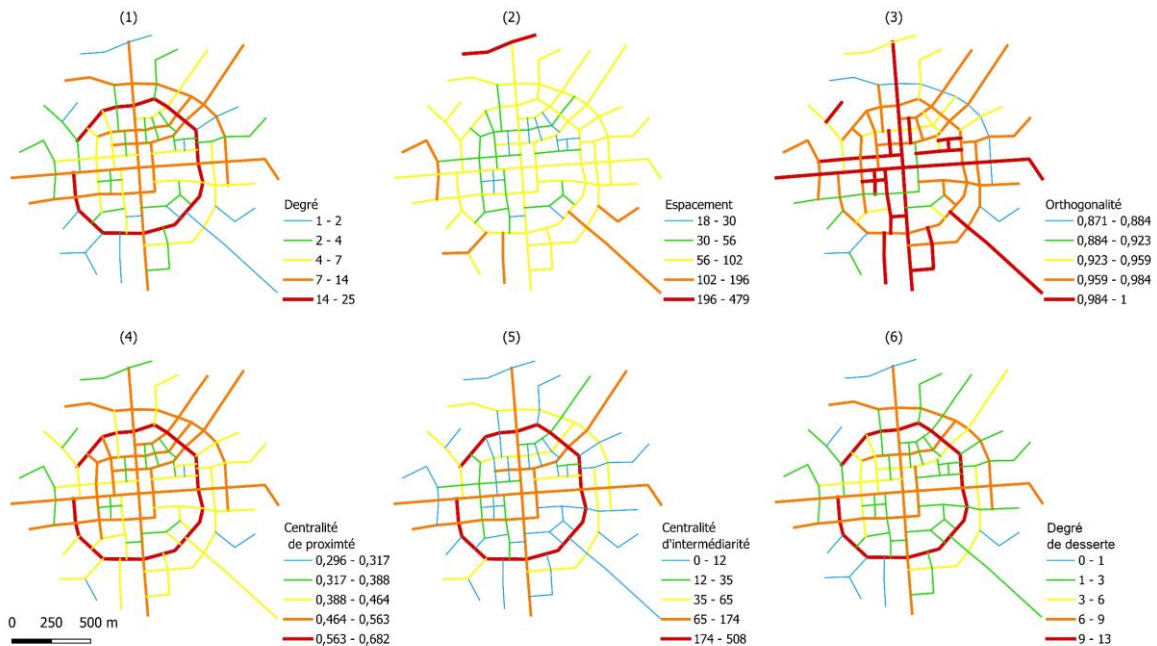 (1)
(2)
(3)
Degré
1 - 2
2 - 4
4 - 7
7 - 14
14 - 25
Espacement
18 - 30
30 - 56
56 - 102
102 - 196
196 - 479
Orthogonalité
0,871 - 0,884
0,884 - 0,923
0,923 - 0,959
0,959 - 0,984
0,984 - 1
(4)
(5)
(6)
Centralité
de proximté
0,296 - 0,317
0,317 - 0,388
0,388 - 0,464
0,464 - 0,563
0,563 - 0,682
Centralité
d'intermédiarité
0 - 12
12 - 35
35 - 65
65 - 174
174 - 508
Degré
de desserte
0 - 1
1 - 3
3 - 6
6 - 9
9 - 13
0 250 500 m